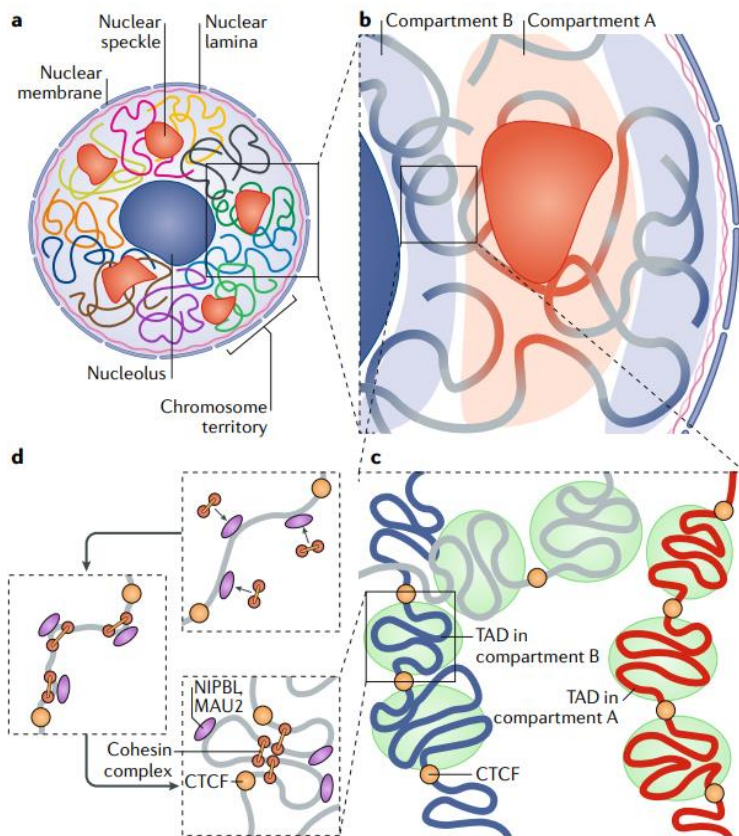 a
Nuclear
speckle
Nuclear
lamina
Nuclear
membrane
Nucleolus
Chromosome
territory
b
Compartment B
Compartment A
d
NIPBL,
MAU2
Cohesin
complex
CTCF
c
TAD in
compartment B
TAD in
compartment A
CTCF